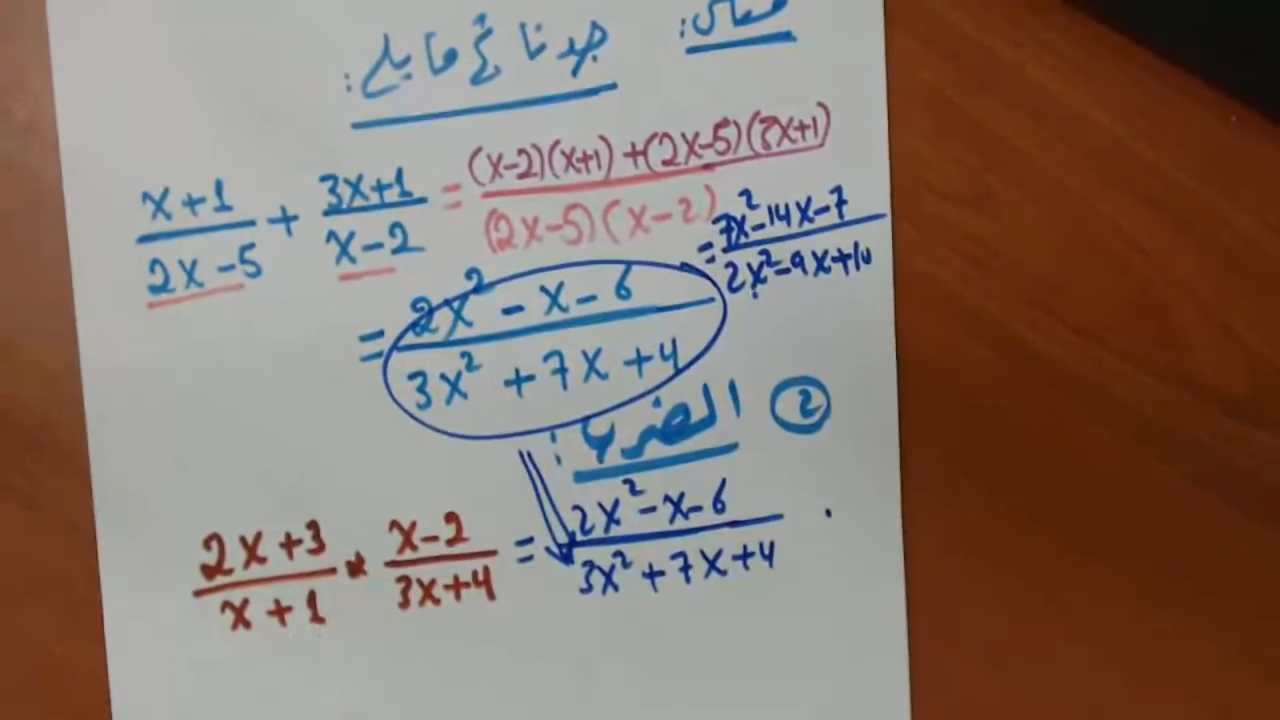 مثال:
جد ناتج ما يلي:
x+1/2x-5 + 3x+1/x-2 = (x-2)(x+1)+(2x-5)(3x+1)/(2x-5)(x-2)
= 7x²-14x-7/2x²-9x+10
= 2x²-x-6/3x²+7x+4
② الضرب:
2x+3/x+1 * x-2/3x+4 = 2x²-x-6/3x²+7x+4 .